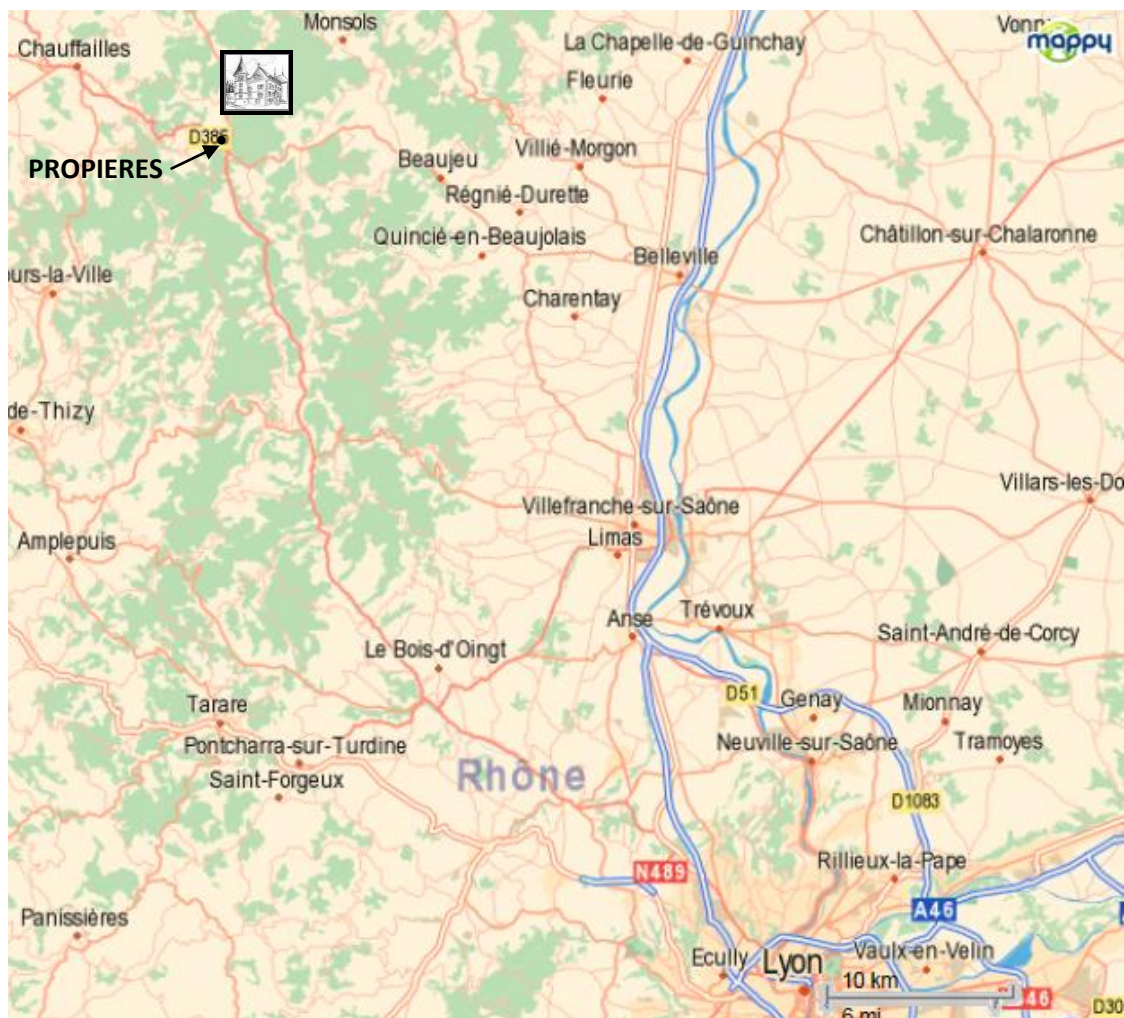 Monsols
Vonn
mappy
Chauffailles
La Chapelle-de-Guinchay
Fleurie
D385
PROPIERES
Beaujeu
Villié-Morgon
Régnié-Durette
Quincié-en-Beaujolais
Châtillon-sur-Chalaronne
Belleville
ours-la-Ville
Charentay
de-Thizy
Villars-les-Do
Villefranche-sur-Saône
Limas
Amplepuis
Anse
Trévoux
Le Bois-d'Oingt
Saint-André-de-Corcy
D51
Genay
Mionnay
Tarare
Pontcharra-sur-Turdine
Neuville-sur-Saône
Tramoyes
Saint-Forgeux
Rhône
D1083
Rillieux-la-Pape
N489
Panissières
A46
Ecully
Lyon
Vaulx-en-Velin
10 km
46
D30
6 mi